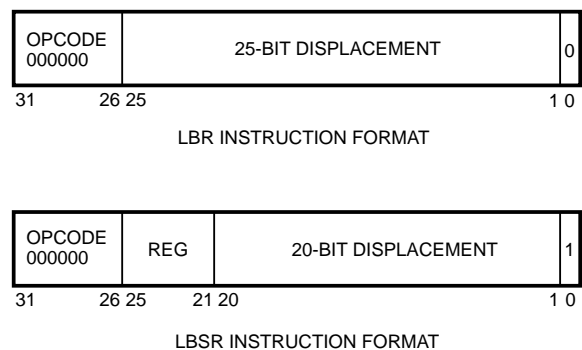 OPCODE
000000
25-BIT DISPLACEMENT
0
31 26 25 1 0
LBR INSTRUCTION FORMAT
OPCODE
000000
REG
20-BIT DISPLACEMENT
1
31 26 25 21 20 1 0
LBSR INSTRUCTION FORMAT